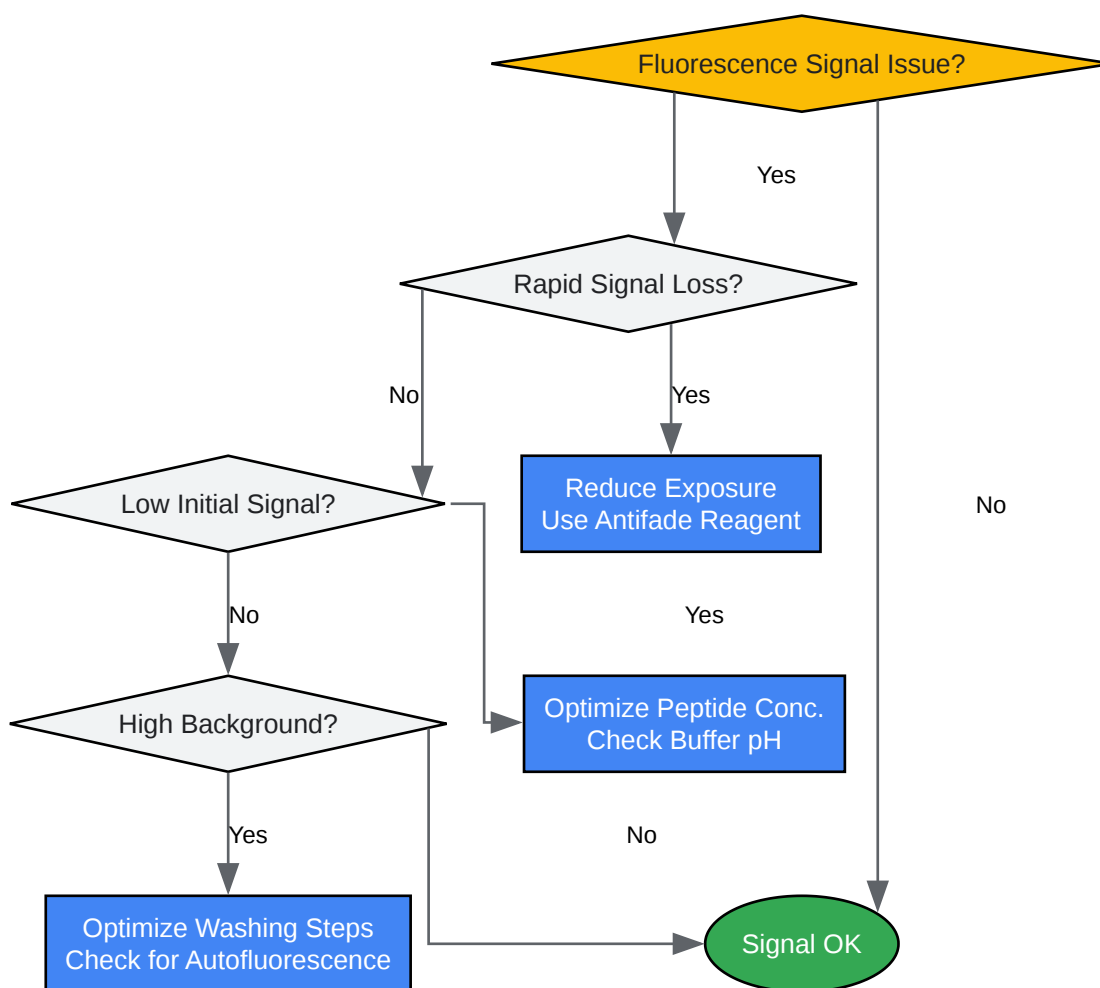 Fluorescence Signal Issue?
Yes
Rapid Signal Loss?
No
Yes
Low Initial Signal?
Reduce Exposure
Use Antifade Reagent
No
No
Yes
High Background?
Optimize Peptide Conc.
Check Buffer pH
Yes
No
Optimize Washing Steps
Check for Autofluorescence
Signal OK